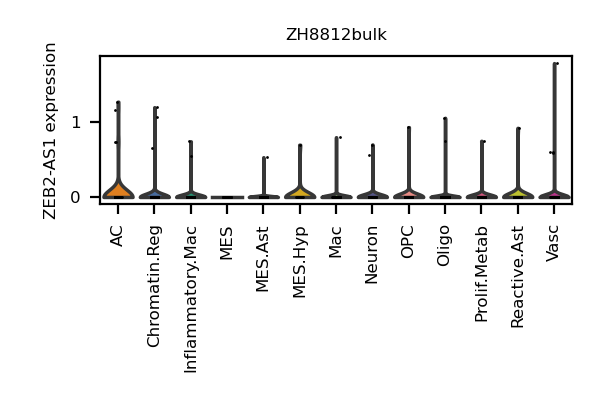 ZH8812bulk
ZEB2-AS1 expression
1
0
AC
Chromatin.Reg
Inflammatory.Mac
MES
MES.Ast
MES.Hyp
Mac
Neuron
OPC
Oligo
Prolif.Metab
Reactive.Ast
Vasc